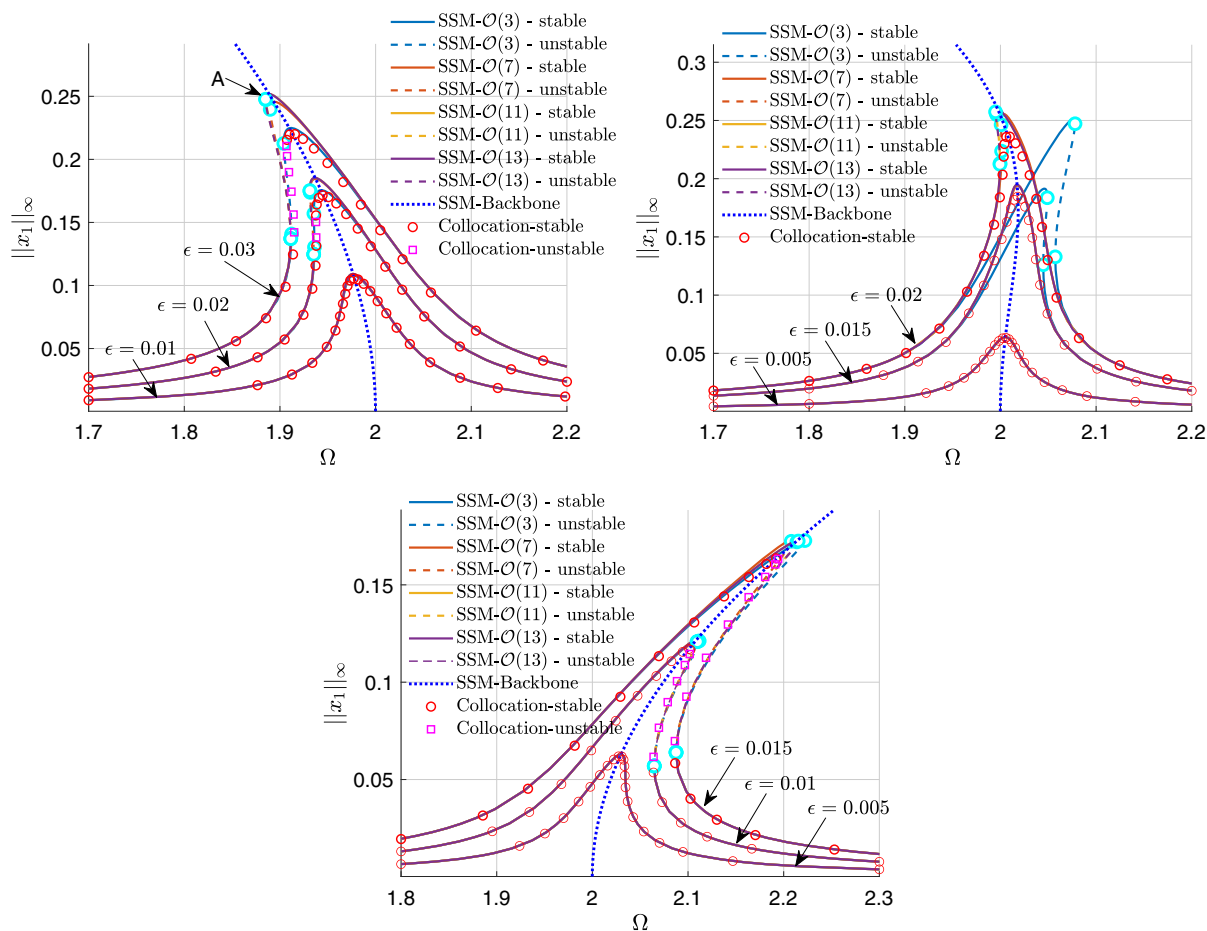 SSM-𝒪(3) - stable
SSM-𝒪(3) - unstable
SSM-𝒪(7) - stable
SSM-𝒪(7) - unstable
SSM-𝒪(11) - stable
SSM-𝒪(11) - unstable
SSM-𝒪(13) - stable
SSM-𝒪(13) - unstable
SSM-Backbone
Collocation-stable
Collocation-unstable
A
ϵ = 0.03
ϵ = 0.02
ϵ = 0.01
||x₁||∞
0.25
0.2
0.15
0.1
0.05
1.7 1.8 1.9 2 2.1 2.2
Ω
SSM-𝒪(3) - stable
SSM-𝒪(3) - unstable
SSM-𝒪(7) - stable
SSM-𝒪(7) - unstable
SSM-𝒪(11) - stable
SSM-𝒪(11) - unstable
SSM-𝒪(13) - stable
SSM-𝒪(13) - unstable
SSM-Backbone
Collocation-stable
ϵ = 0.02
ϵ = 0.015
ϵ = 0.005
||x₁||∞
0.3
0.25
0.2
0.15
0.1
0.05
1.7 1.8 1.9 2 2.1 2.2
Ω
SSM-𝒪(3) - stable
SSM-𝒪(3) - unstable
SSM-𝒪(7) - stable
SSM-𝒪(7) - unstable
SSM-𝒪(11) - stable
SSM-𝒪(11) - unstable
SSM-𝒪(13) - stable
SSM-𝒪(13) - unstable
SSM-Backbone
Collocation-stable
Collocation-unstable
ϵ = 0.015
ϵ = 0.01
ϵ = 0.005
||x₁||∞
0.15
0.1
0.05
1.8 1.9 2 2.1 2.2 2.3
Ω